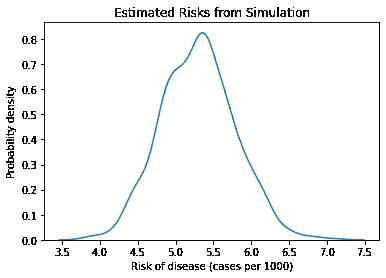 Estimated Risks from Simulation
Probability density
0.8
0.7
0.6
0.5
0.4
0.3
0.2
0.1
0.0
3.5 4.0 4.5 5.0 5.5 6.0 6.5 7.0 7.5
Risk of disease (cases per 1000)